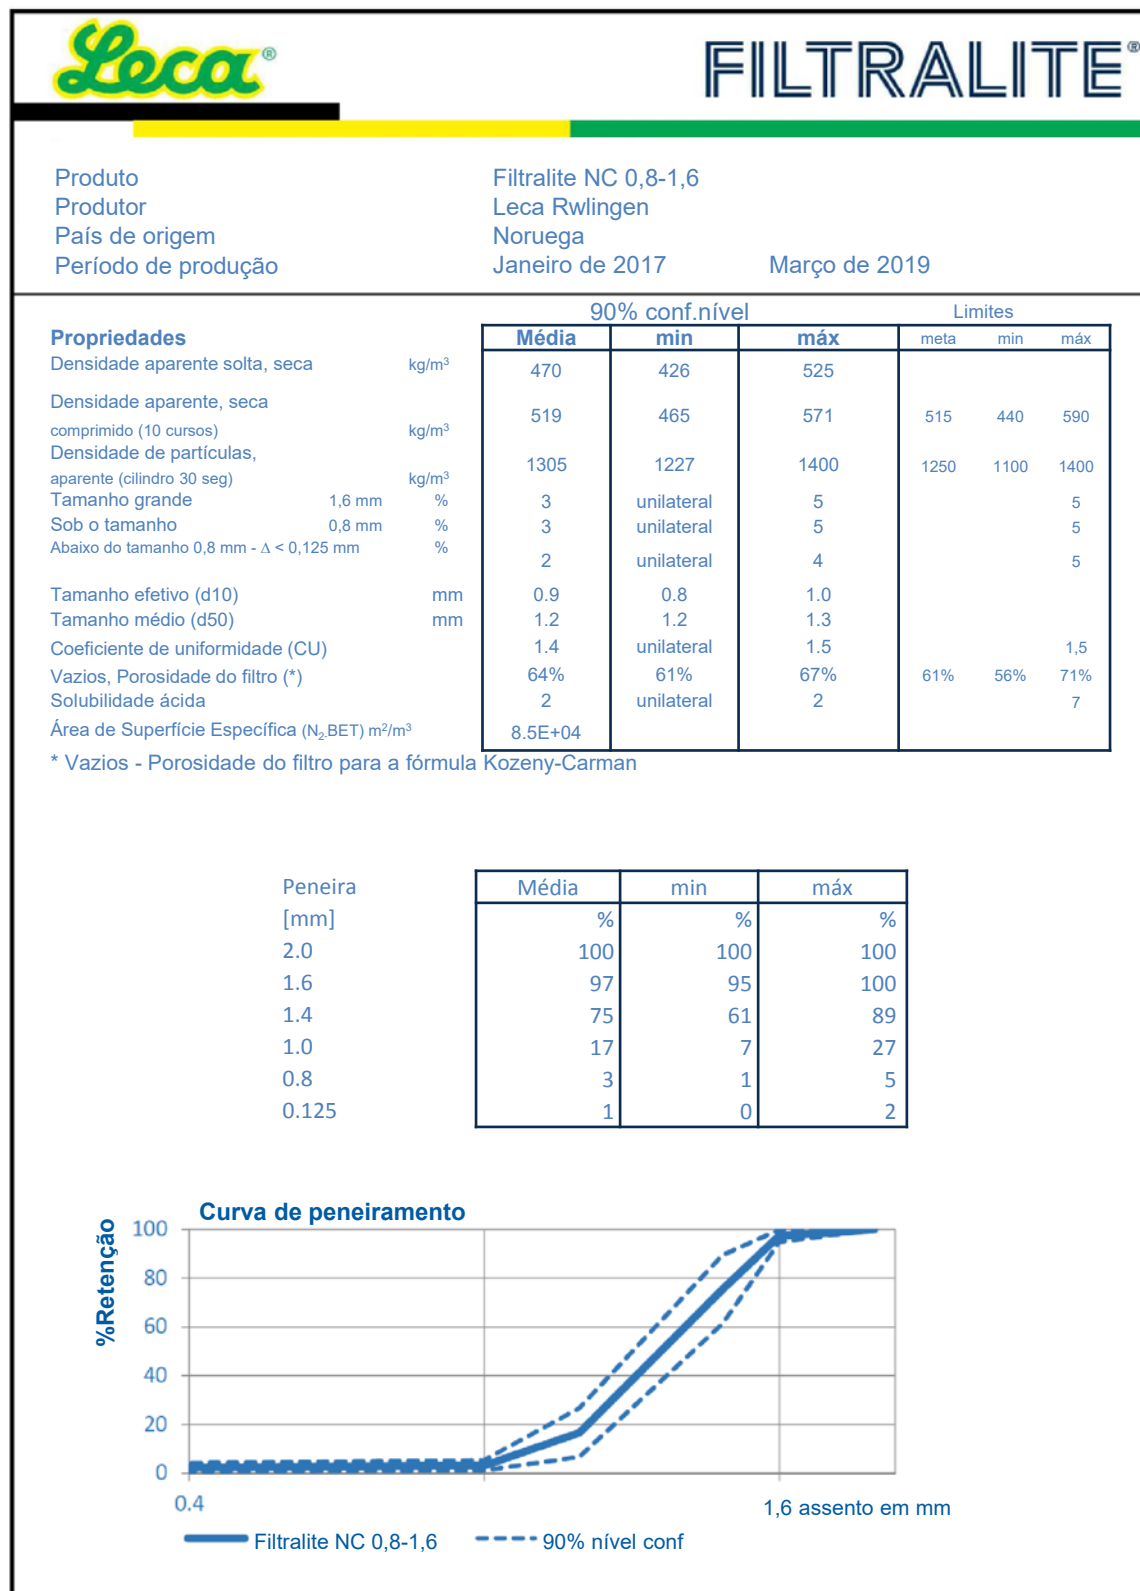 Leca®
FILTRALITE®
Produto Filtralite NC 0,8-1,6
Produtor Leca Rwlingen
País de origem Noruega
Período de produção Janeiro de 2017 Março de 2019
90% conf.nível Limites
Propriedades Média min máx meta min máx
Densidade aparente solta, seca kg/m³ 470 426 525
Densidade aparente, seca
comprimido (10 cursos) kg/m³ 519 465 571 515 440 590
Densidade de partículas,
aparente (cilindro 30 seg) kg/m³ 1305 1227 1400 1250 1100 1400
Tamanho grande 1,6 mm % 3 unilateral 5 5
Sob o tamanho 0,8 mm % 3 unilateral 5 5
Abaixo do tamanho 0,8 mm - Δ < 0,125 mm % 2 unilateral 4 5
Tamanho efetivo (d10) mm 0.9 0.8 1.0
Tamanho médio (d50) mm 1.2 1.2 1.3
Coeficiente de uniformidade (CU) 1.4 unilateral 1.5 1,5
Vazios, Porosidade do filtro (*) 64% 61% 67% 61% 56% 71%
Solubilidade ácida 2 unilateral 2 7
Área de Superfície Específica (N₂.BET) m²/m³ 8.5E+04
* Vazios - Porosidade do filtro para a fórmula Kozeny-Carman
Peneira Média min máx
[mm] % % %
2.0 100 100 100
1.6 97 95 100
1.4 75 61 89
1.0 17 7 27
0.8 3 1 5
0.125 1 0 2
Curva de peneiramento
%Retenção
100
80
60
40
20
0
0.4 1,6 assento em mm
Filtralite NC 0,8-1,6 90% nível conf